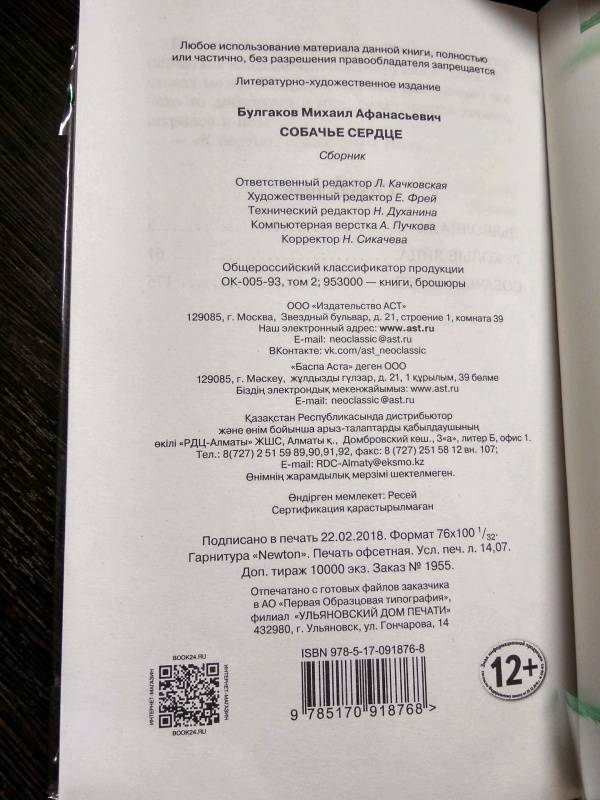 Любое использование материала данной книги, полностью
или частично, без разрешения правообладателя запрещается
Литературно-художественное издание
Булгаков Михаил Афанасьевич
СОБАЧЬЕ СЕРДЦЕ
Сборник
Ответственный редактор Л. Качковская
Художественный редактор Е. Фрей
Технический редактор Н. Духанина
Компьютерная верстка А. Пучкова
Корректор Н. Сикачева
Общероссийский классификатор продукции
ОК-005-93, том 2; 953000 — книги, брошюры
ООО «Издательство АСТ»
129085, г. Москва, Звездный бульвар, д. 21, строение 1, комната 39
Наш электронный адрес: www.ast.ru
E-mail: neoclassic@ast.ru
ВКонтакте: vk.com/ast_neoclassic
«Баспа Аста» деген ООО
129085, г. Мәскеу, жұлдызды гүлзар, д. 21, 1 құрылым, 39 бөлме
Біздің электрондық мекенжайымыз: www.ast.ru
E-mail: neoclassic@ast.ru
Қазақстан Республикасында дистрибьютор
және өнім бойынша арыз-талаптарды қабылдаушының
өкілі «РДЦ-Алматы» ЖШС, Алматы қ., Домбровский көш., 3«а», литер Б, офис 1.
Тел.: 8(727) 2 51 59 89,90,91,92, факс: 8 (727) 251 58 12 вн. 107;
E-mail: RDC-Almaty@eksmo.kz
Өнімнің жарамдылық мерзімі шектелмеген.
Өндірген мемлекет: Ресей
Сертификация қарастырылмаған
Подписано в печать 22.02.2018. Формат 76x100 1/32.
Гарнитура «Newton». Печать офсетная. Усл. печ. л. 14,07.
Доп. тираж 10000 экз. Заказ № 1955.
Отпечатано с готовых файлов заказчика
в АО «Первая Образцовая типография»,
филиал «УЛЬЯНОВСКИЙ ДОМ ПЕЧАТИ»
432980, г. Ульяновск, ул. Гончарова, 14
BOOK24.RU
ИНТЕРНЕТ-МАГАЗИН
ИНТЕРНЕТ-МАГАЗИН
BOOK24.RU
ISBN 978-5-17-091876-8
9 785170 918768 >
12+